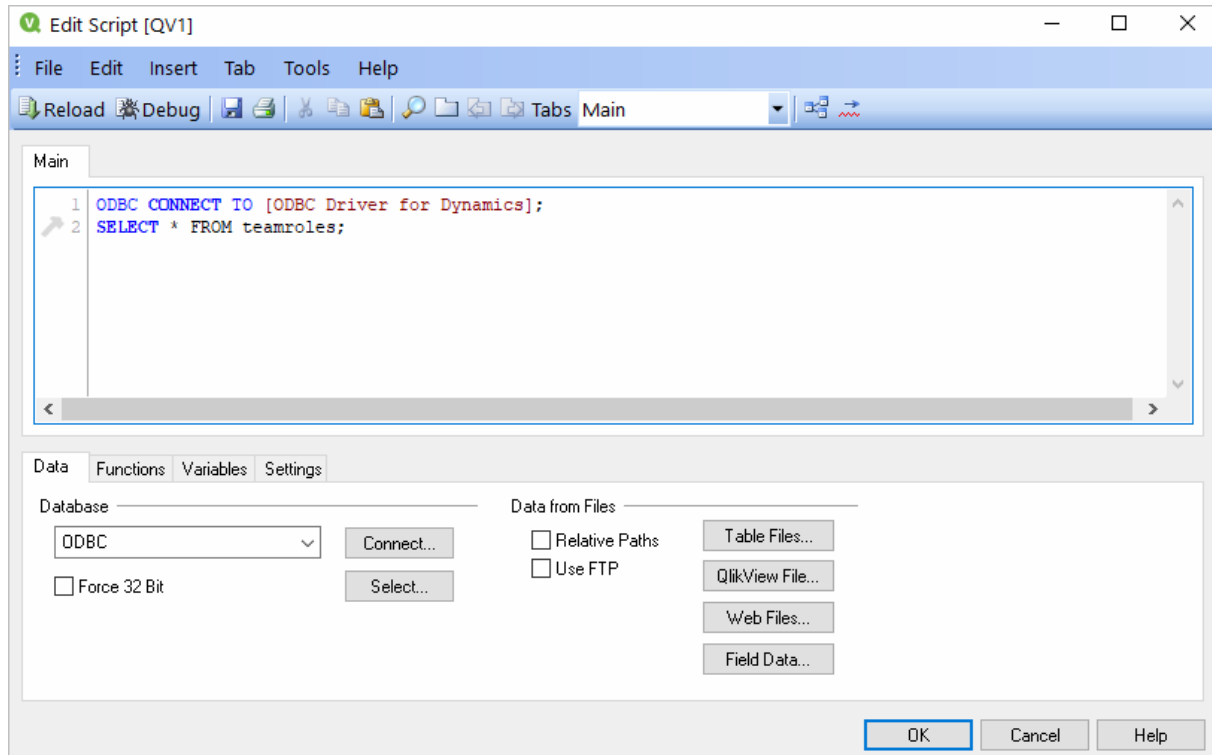 Edit Script [QV1]
File Edit Insert Tab Tools Help
Reload Debug Tabs Main
Main
1 ODBC CONNECT TO [ODBC Driver for Dynamics];
2 SELECT * FROM teamroles;
Data Functions Variables Settings
Database Data from Files
ODBC Connect... Relative Paths Table Files...
Force 32 Bit Select... Use FTP QlikView File...
Web Files...
Field Data...
OK Cancel Help